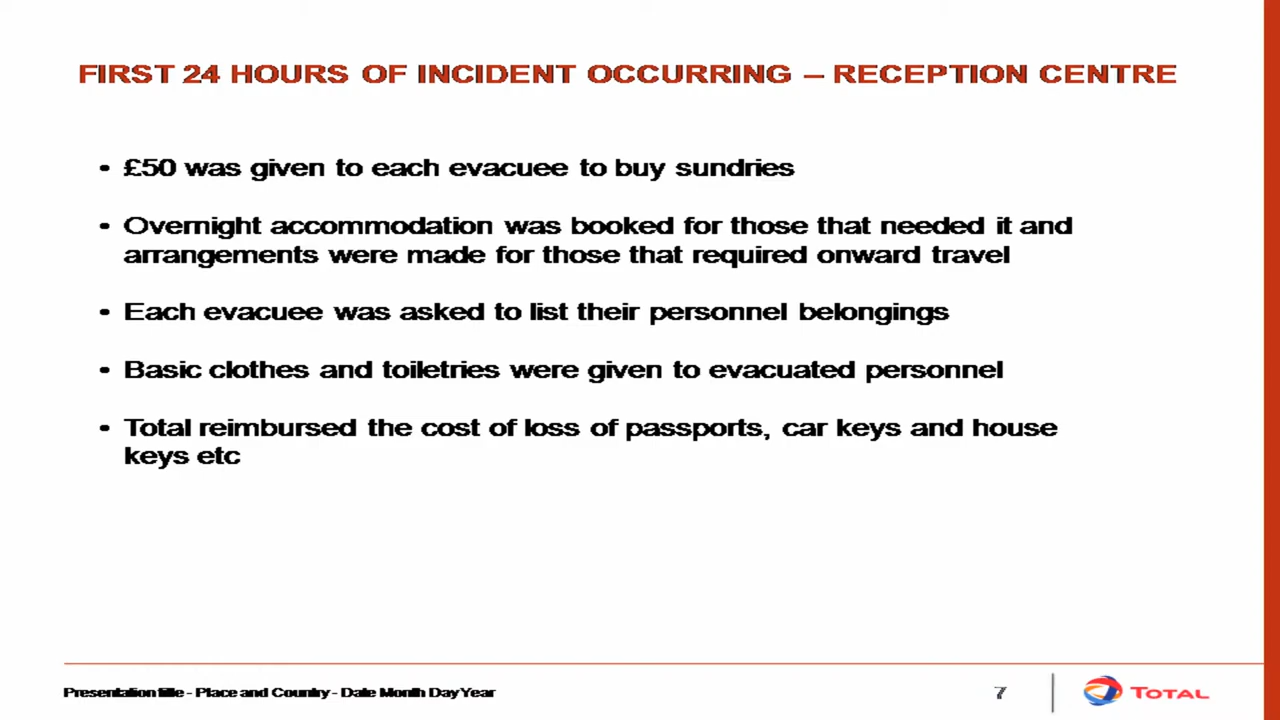 FIRST 24 HOURS OF INCIDENT OCCURRING – RECEPTION CENTRE
• £50 was given to each evacuee to buy sundries
• Overnight accommodation was booked for those that needed it and
arrangements were made for those that required onward travel
• Each evacuee was asked to list their personnel belongings
• Basic clothes and toiletries were given to evacuated personnel
• Total reimbursed the cost of loss of passports, car keys and house
keys etc
Presentation title - Place and Country - Date Month Day Year
7
TOTAL